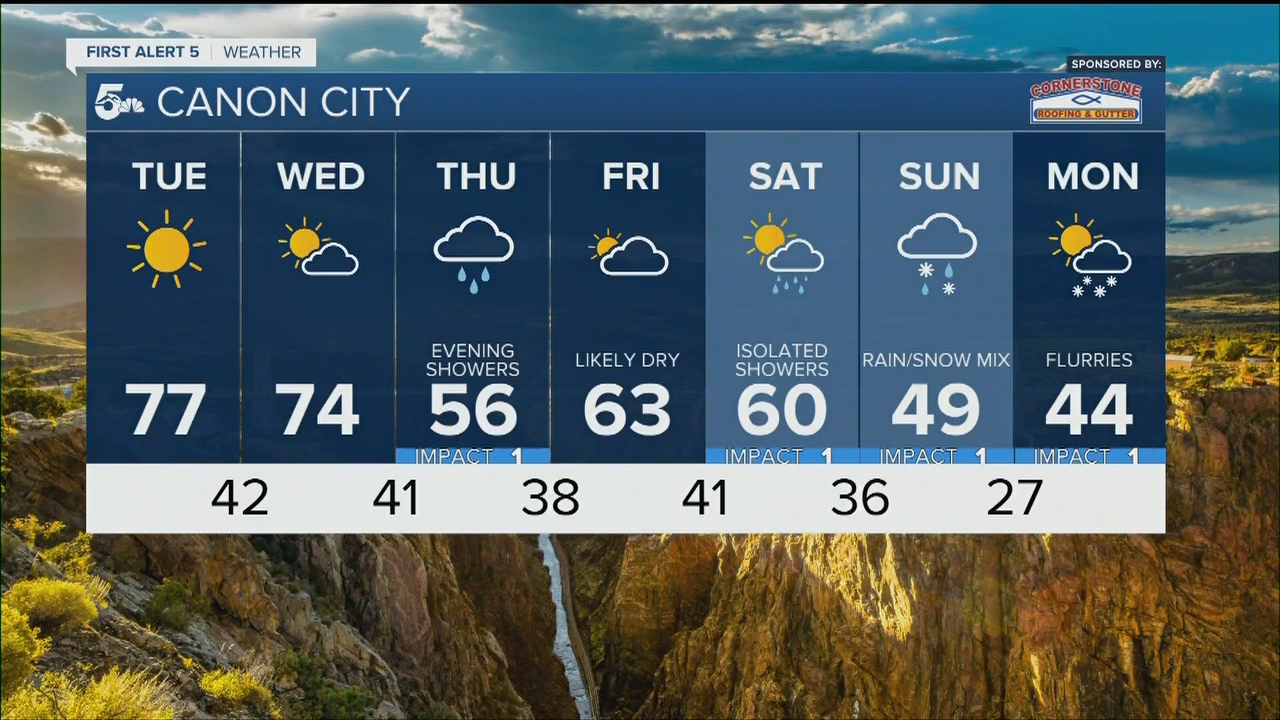 FIRST ALERT 5 | WEATHER
SPONSORED BY:
5 CANON CITY
CORNERSTONE
ROOFING & GUTTER
TUE WED THU FRI SAT SUN MON
EVENING SHOWERS
LIKELY DRY
ISOLATED SHOWERS
RAIN/SNOW MIX
FLURRIES
77 74 56 63 60 49 44
IMPACT 1 IMPACT 1 IMPACT 1 IMPACT 1
42 41 38 41 36 27